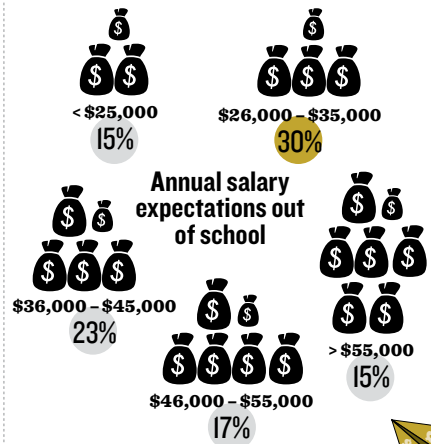 $
$ $
< $25,000
15%
$
$ $ $
$26,000 – $35,000
30%
Annual salary
expectations out
of school
$ $
$ $ $
$36,000 – $45,000
23%
$ $
$ $ $ $
$46,000 – $55,000
17%
$ $
$ $ $
$ $
> $55,000
15%